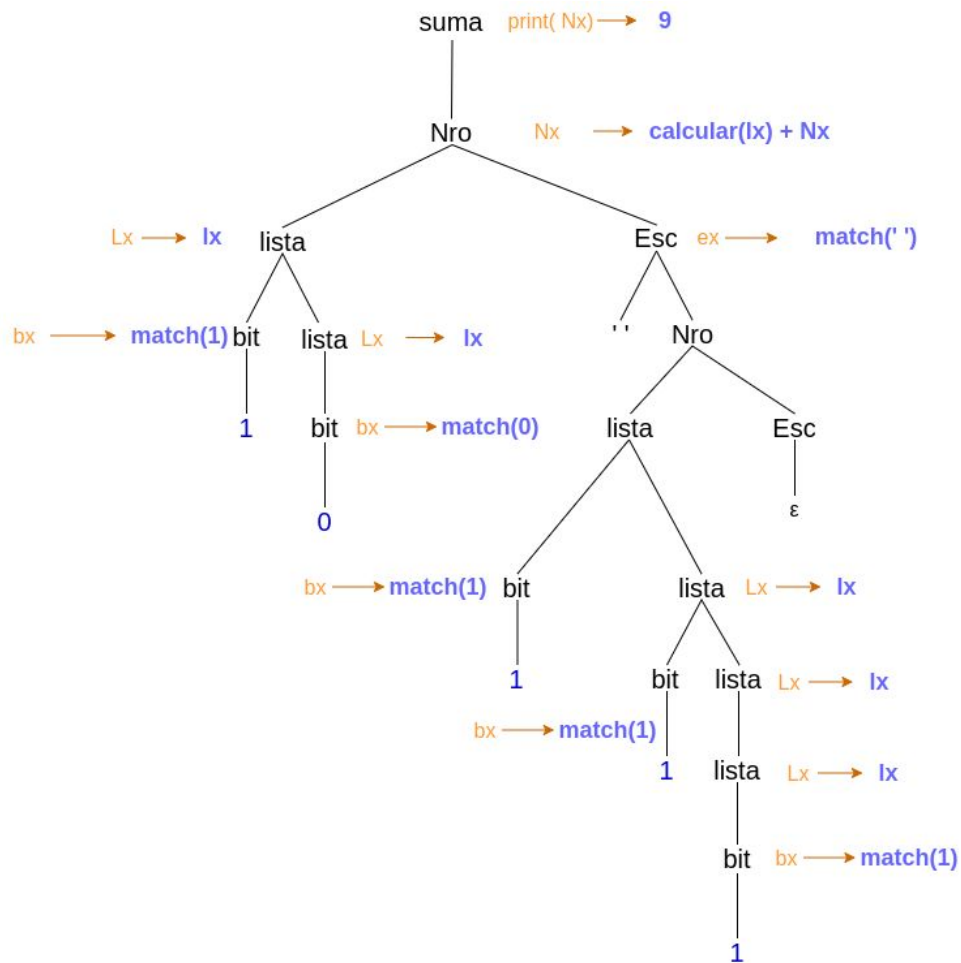 suma print( Nx) 9
Nro Nx calcular(lx) + Nx
Lx lx lista Esc ex match(' ')
bx match(1) bit lista Lx lx ' ' Nro
1 bit bx match(0) lista Esc
0 ε
bx match(1) bit lista Lx lx
1 bit lista Lx lx
bx match(1)
1 lista Lx lx
bit bx match(1)
1